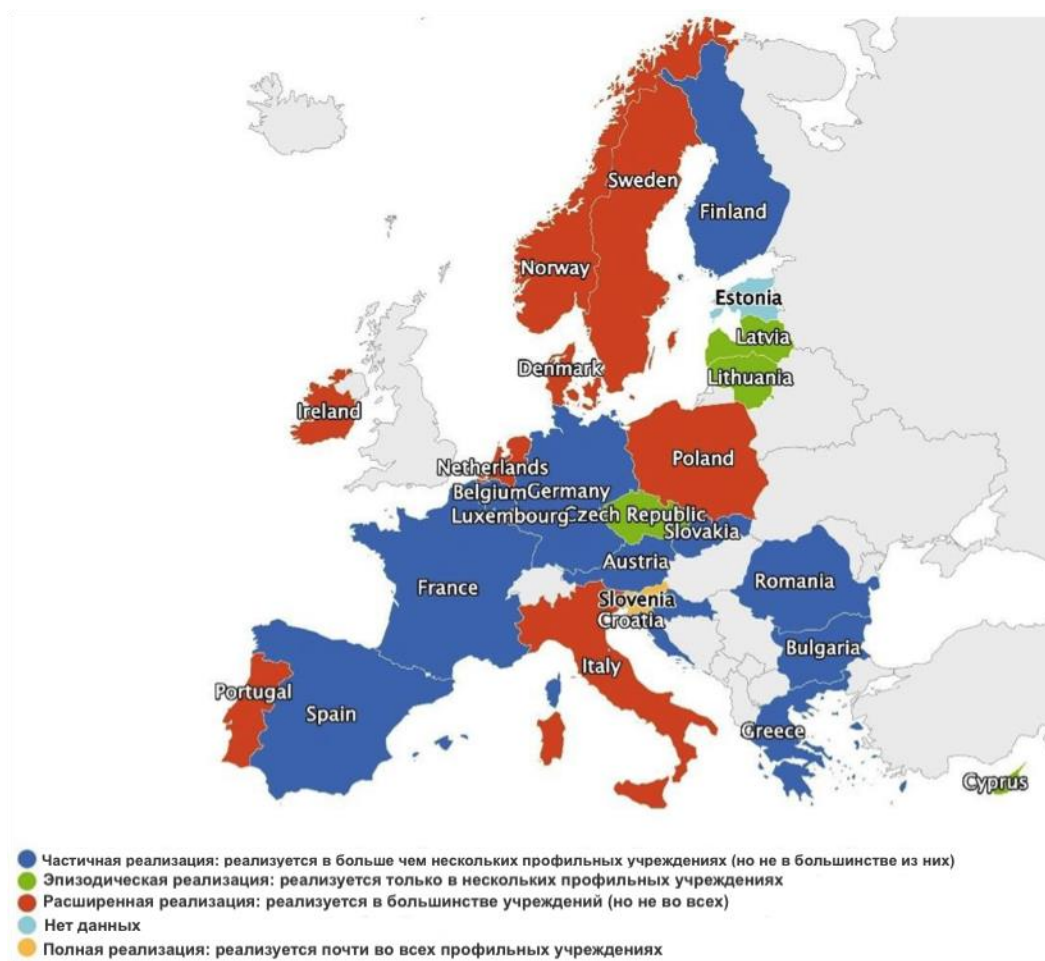 Sweden
Finland
Norway
Estonia
Latvia
Denmark
Lithuania
Ireland
Poland
Netherlands
Belgium Germany
Luxembourg Czech Republic
Slovakia
Austria
France
Romania
Slovenia
Croatia
Bulgaria
Italy
Portugal
Spain
Greece
Cyprus
Частичная реализация: реализуется в больше чем нескольких профильных учреждениях (но не в большинстве из них)
Эпизодическая реализация: реализуется только в нескольких профильных учреждениях
Расширенная реализация: реализуется в большинстве учреждений (но не во всех)
Нет данных
Полная реализация: реализуется почти во всех профильных учреждениях